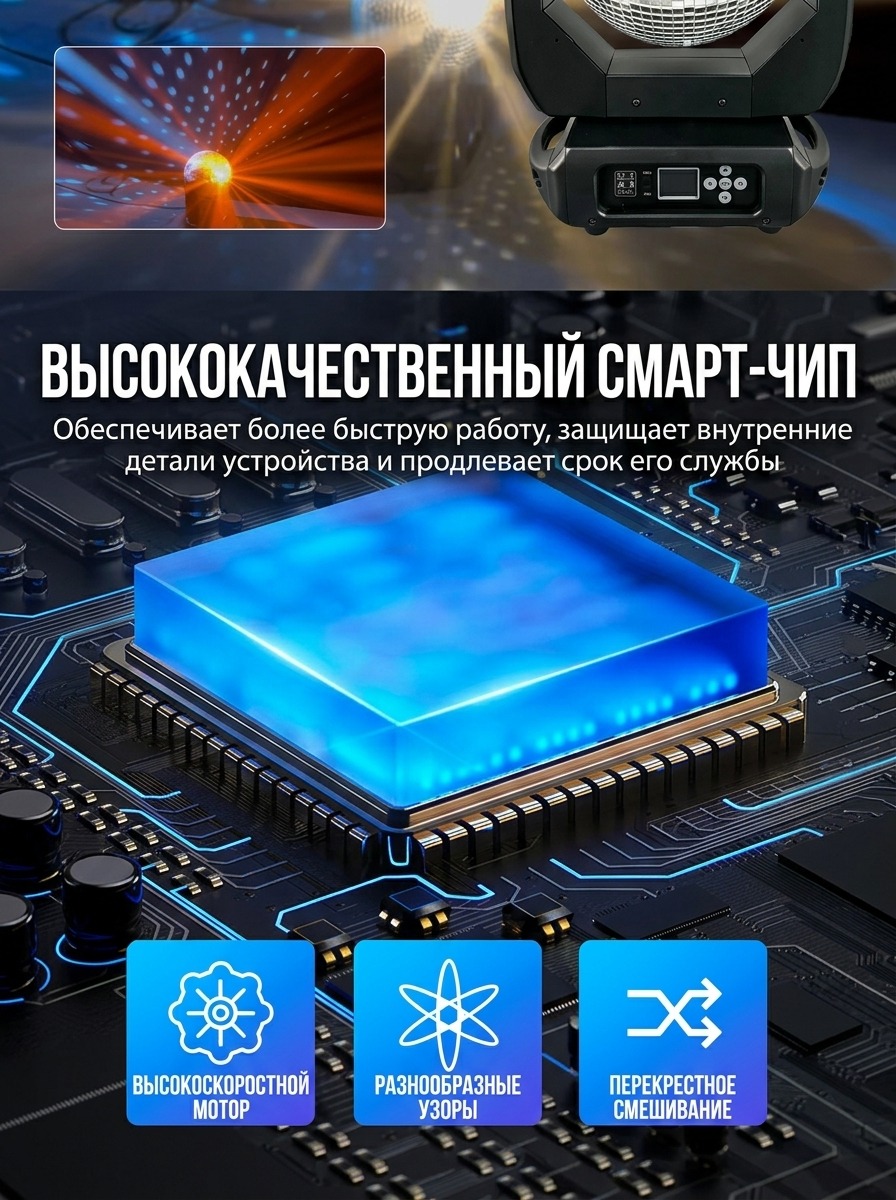 ВЫСОКОКАЧЕСТВЕННЫЙ СМАРТ-ЧИП
Обеспечивает более быструю работу, защищает внутренние
детали устройства и продлевает срок его службы
ВЫСОКОСКОРОСТНОЙ
МОТОР
РАЗНООБРАЗНЫЕ
УЗОРЫ
ПЕРЕКРЕСТНОЕ
СМЕШИВАНИЕ